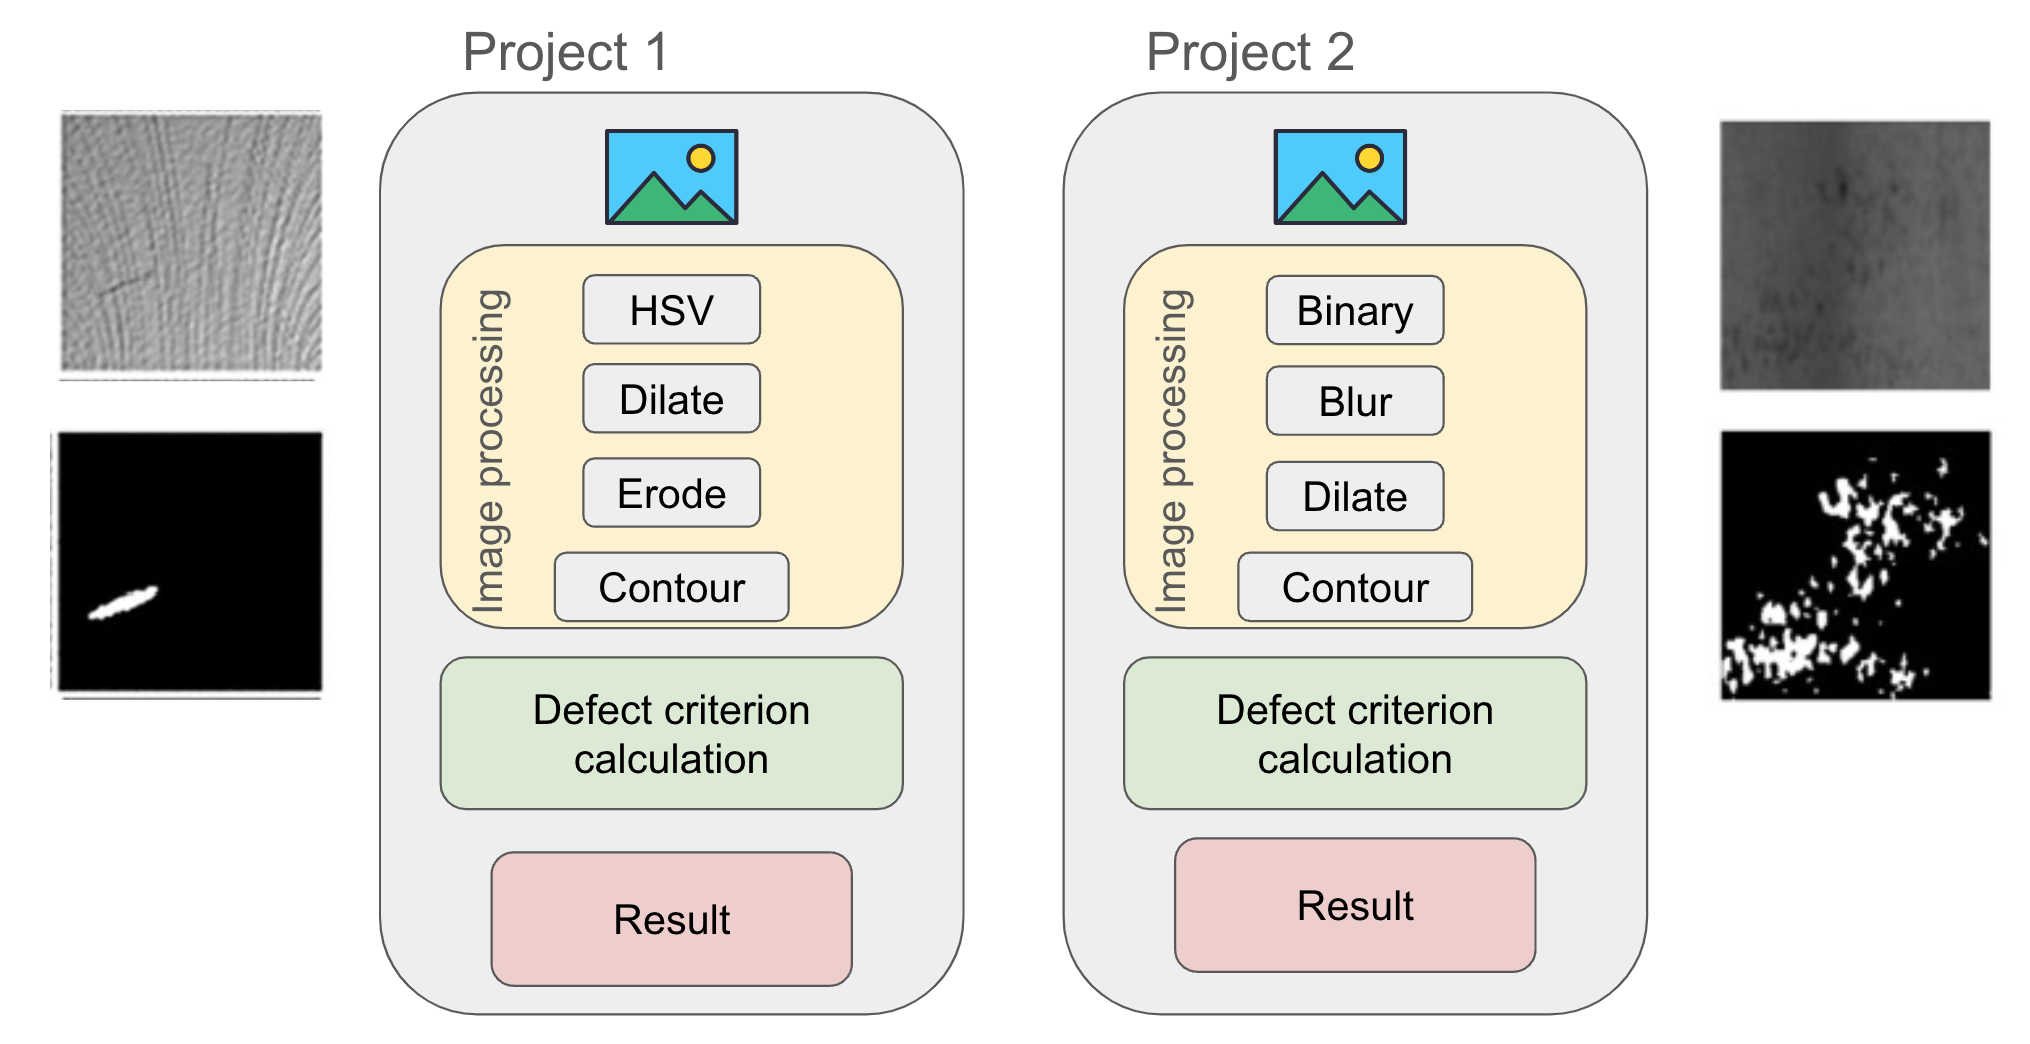 Project 1
Image processing
HSV
Dilate
Erode
Contour
Defect criterion
calculation
Result
Project 2
Image processing
Binary
Blur
Dilate
Contour
Defect criterion
calculation
Result